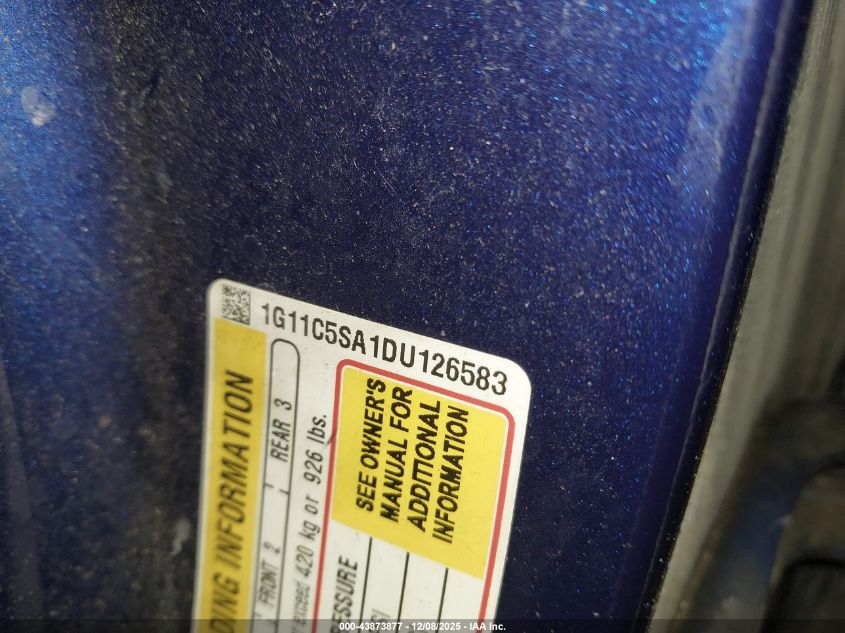 1G11C5SA1DU126583
DING INFORMATION
FRONT 2 REAR 3
exceed 420 kg or 926 lbs.
ESSURE
SEE OWNER'S
MANUAL FOR
ADDITIONAL
INFORMATION
000-43873877 - 12/08/2025 - IAA Inc.